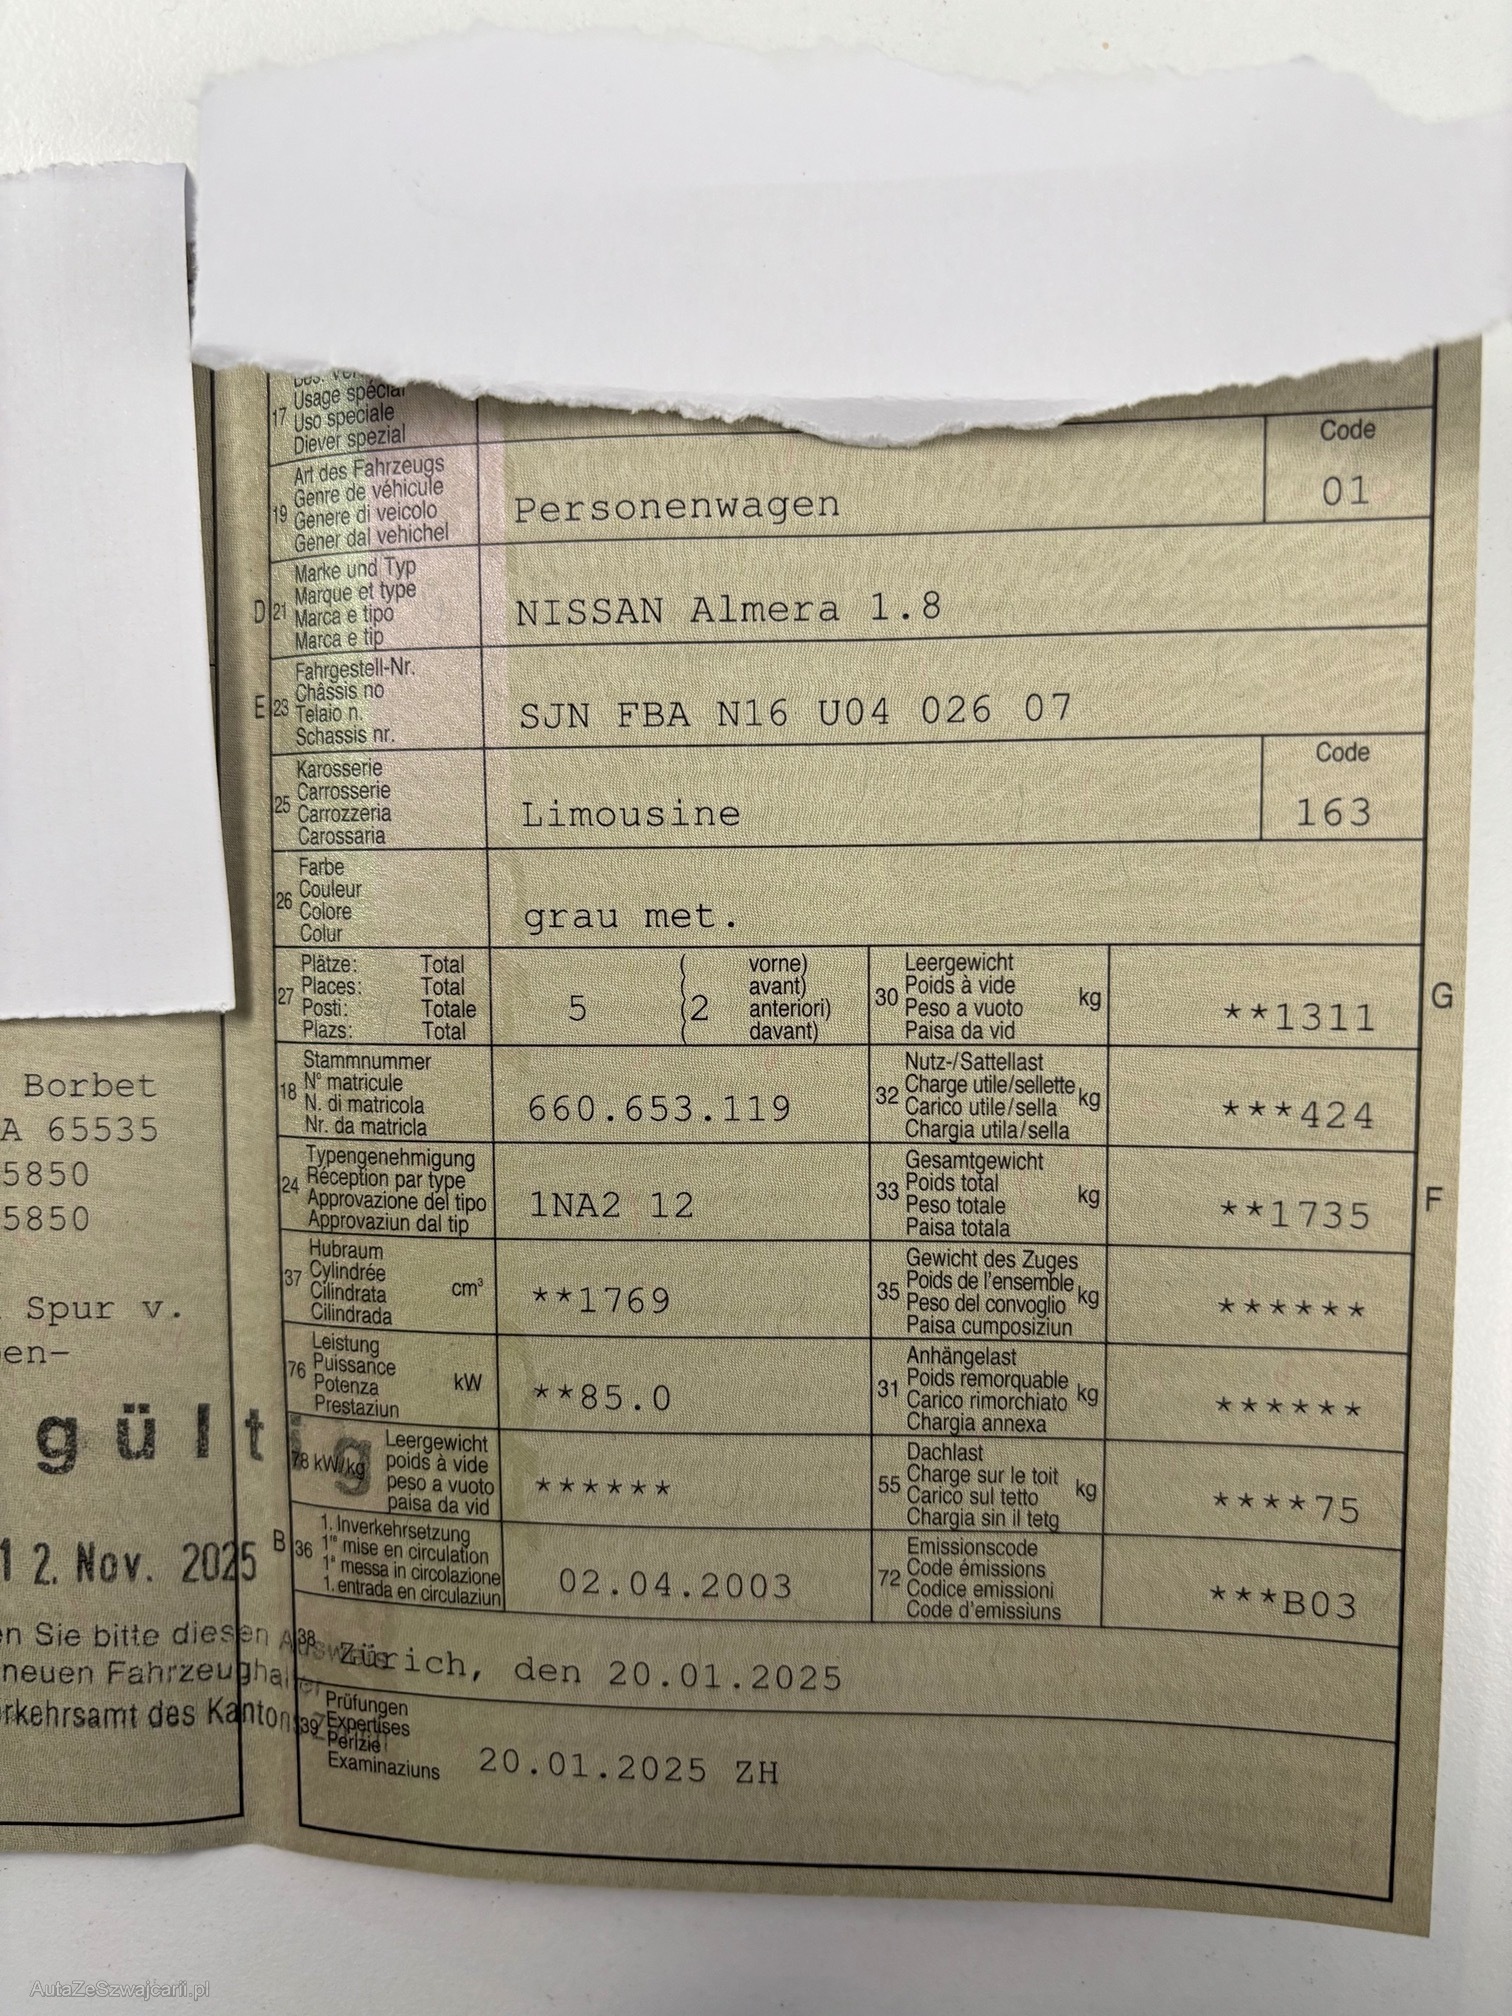 Usage spécial
17 Uso speciale
Diever spezial
Code
Art des Fahrzeugs
Genre de véhicule
19 Genere di veicolo
Gener dal vehichel
Personenwagen
01
Marke und Typ
Marque et type
D 21 Marca e tipo
Marca e tip
NISSAN Almera 1.8
Fahrgestell-Nr.
Châssis no
E 23 Telaio n.
Schassis nr.
SJN FBA N16 U04 026 07
Code
Karosserie
Carrosserie
25 Carrozzeria
Carossaria
Limousine
163
Farbe
Couleur
26 Colore
Colur
grau met.
Plätze: Total
Places: Total
27 Posti: Totale
Plazs: Total
5 (2 vorne)
avant)
anteriori)
davant)
Leergewicht
30 Poids à vide kg
Peso a vuoto
Paisa da vid
**1311
G
Stammnummer
18 N° matricule
N. di matricola
Nr. da matricla
660.653.119
Nutz-/Sattellast
32 Charge utile/sellette kg
Carico utile/sella
Chargia utila/sella
***424
Typengenehmigung
24 Réception par type
Approvazione del tipo
Approvaziun dal tip
1NA2 12
Gesamtgewicht
33 Poids total kg
Peso totale
Paisa totala
**1735
F
Hubraum
37 Cylindrée cm³
Cilindrata
Cilindrada
**1769
Gewicht des Zuges
35 Poids de l'ensemble kg
Peso del convoglio
Paisa cumposiziun
******
Leistung
76 Puissance kW
Potenza
Prestaziun
**85.0
Anhängelast
31 Poids remorquable kg
Carico rimorchiato
Chargia annexa
******
Leergewicht
78 kW/kg poids à vide
peso a vuoto
paisa da vid
******
Dachlast
55 Charge sur le toit kg
Carico sul tetto
Chargia sin il tetg
****75
1. Inverkehrsetzung
B 36 1re mise en circulation
1a messa in circolazione
1. entrada en circulaziun
02.04.2003
Emissionscode
72 Code émissions
Codice emissioni
Code d'emissiuns
***B03
38 Zürich, den 20.01.2025
Prüfungen
39 Expertises
Perizie
Examinaziuns
20.01.2025 ZH
Borbet
A 65535
5850
5850
Spur v.
en-
gültig
12. Nov. 2025
en Sie bitte diesen Ausweis
neuen Fahrzeughalter
rkehrsamt des Kantons
AutaZeSzwajcarii.pl